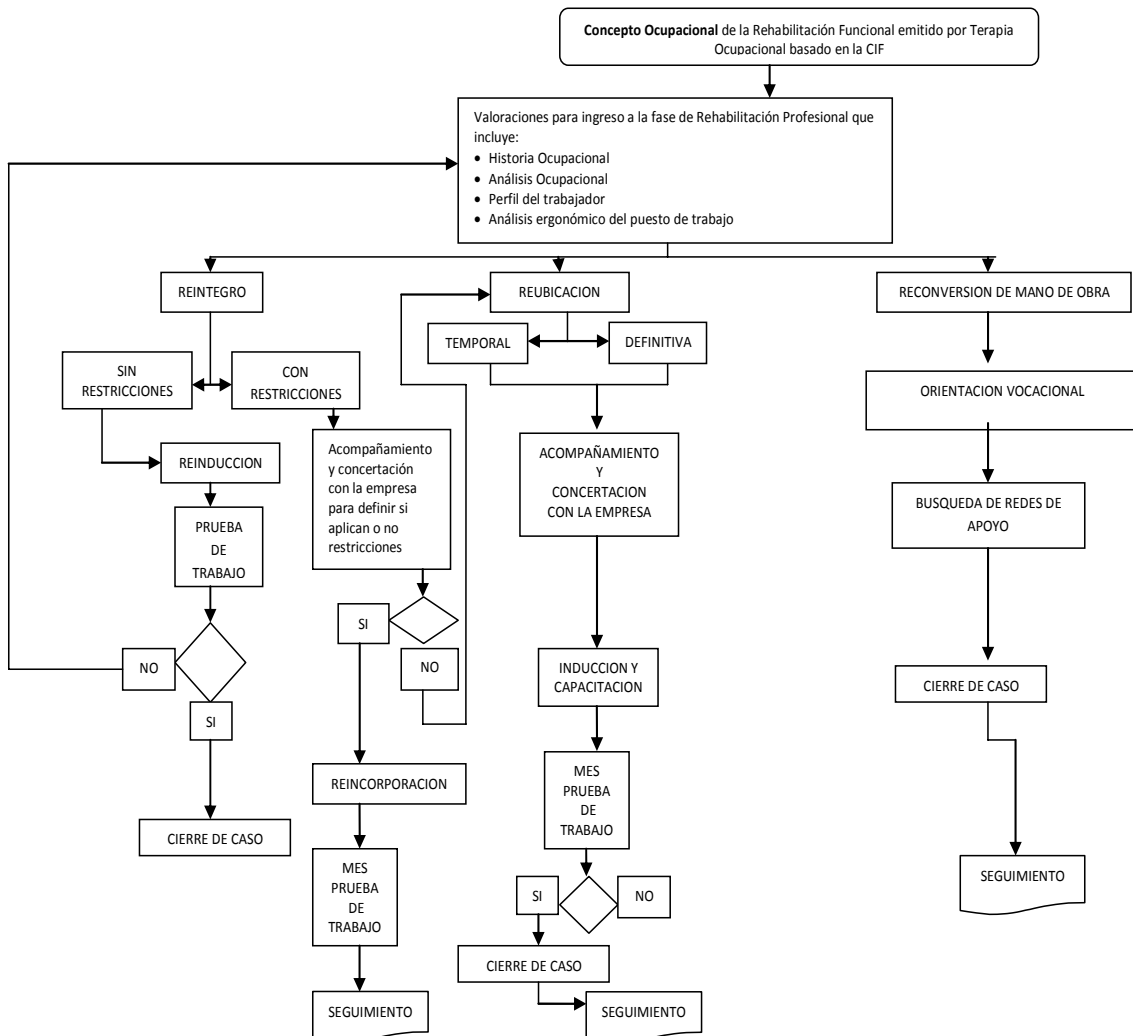 Concepto Ocupacional de la Rehabilitación Funcional emitido por Terapia
Ocupacional basado en la CIF
Valoraciones para ingreso a la fase de Rehabilitación Profesional que
incluye:
• Historia Ocupacional
• Análisis Ocupacional
• Perfil del trabajador
• Análisis ergonómico del puesto de trabajo
REINTEGRO
SIN
RESTRICCIONES
CON
RESTRICCIONES
REINDUCCION
PRUEBA
DE
TRABAJO
NO
SI
CIERRE DE CASO
Acompañamiento
y concertación
con la empresa
para definir si
aplican o no
restricciones
SI
NO
REINCORPORACION
MES
PRUEBA
DE
TRABAJO
SEGUIMIENTO
REUBICACION
TEMPORAL
DEFINITIVA
ACOMPAÑAMIENTO
Y
CONCERTACION
CON LA EMPRESA
INDUCCION Y
CAPACITACION
MES
PRUEBA
DE
TRABAJO
SI
NO
CIERRE DE CASO
SEGUIMIENTO
RECONVERSION DE MANO DE OBRA
ORIENTACION VOCACIONAL
BUSQUEDA DE REDES DE
APOYO
CIERRE DE CASO
SEGUIMIENTO